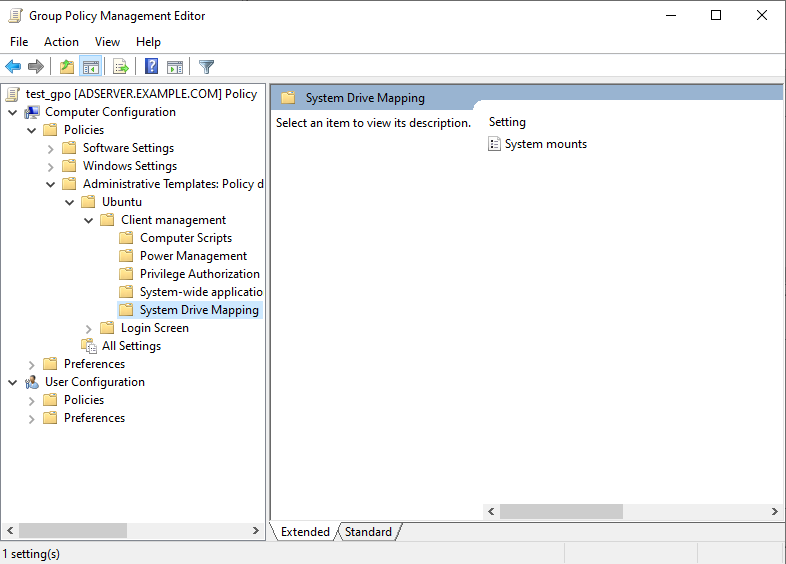 Group Policy Management Editor
File Action View Help
test_gpo [ADSERVER.EXAMPLE.COM] Policy
Computer Configuration
Policies
Software Settings
Windows Settings
Administrative Templates: Policy d
Ubuntu
Client management
Computer Scripts
Power Management
Privilege Authorization
System-wide applicatio
System Drive Mapping
Login Screen
All Settings
Preferences
User Configuration
Policies
Preferences
System Drive Mapping
Select an item to view its description.
Setting
System mounts
Extended Standard
1 setting(s)